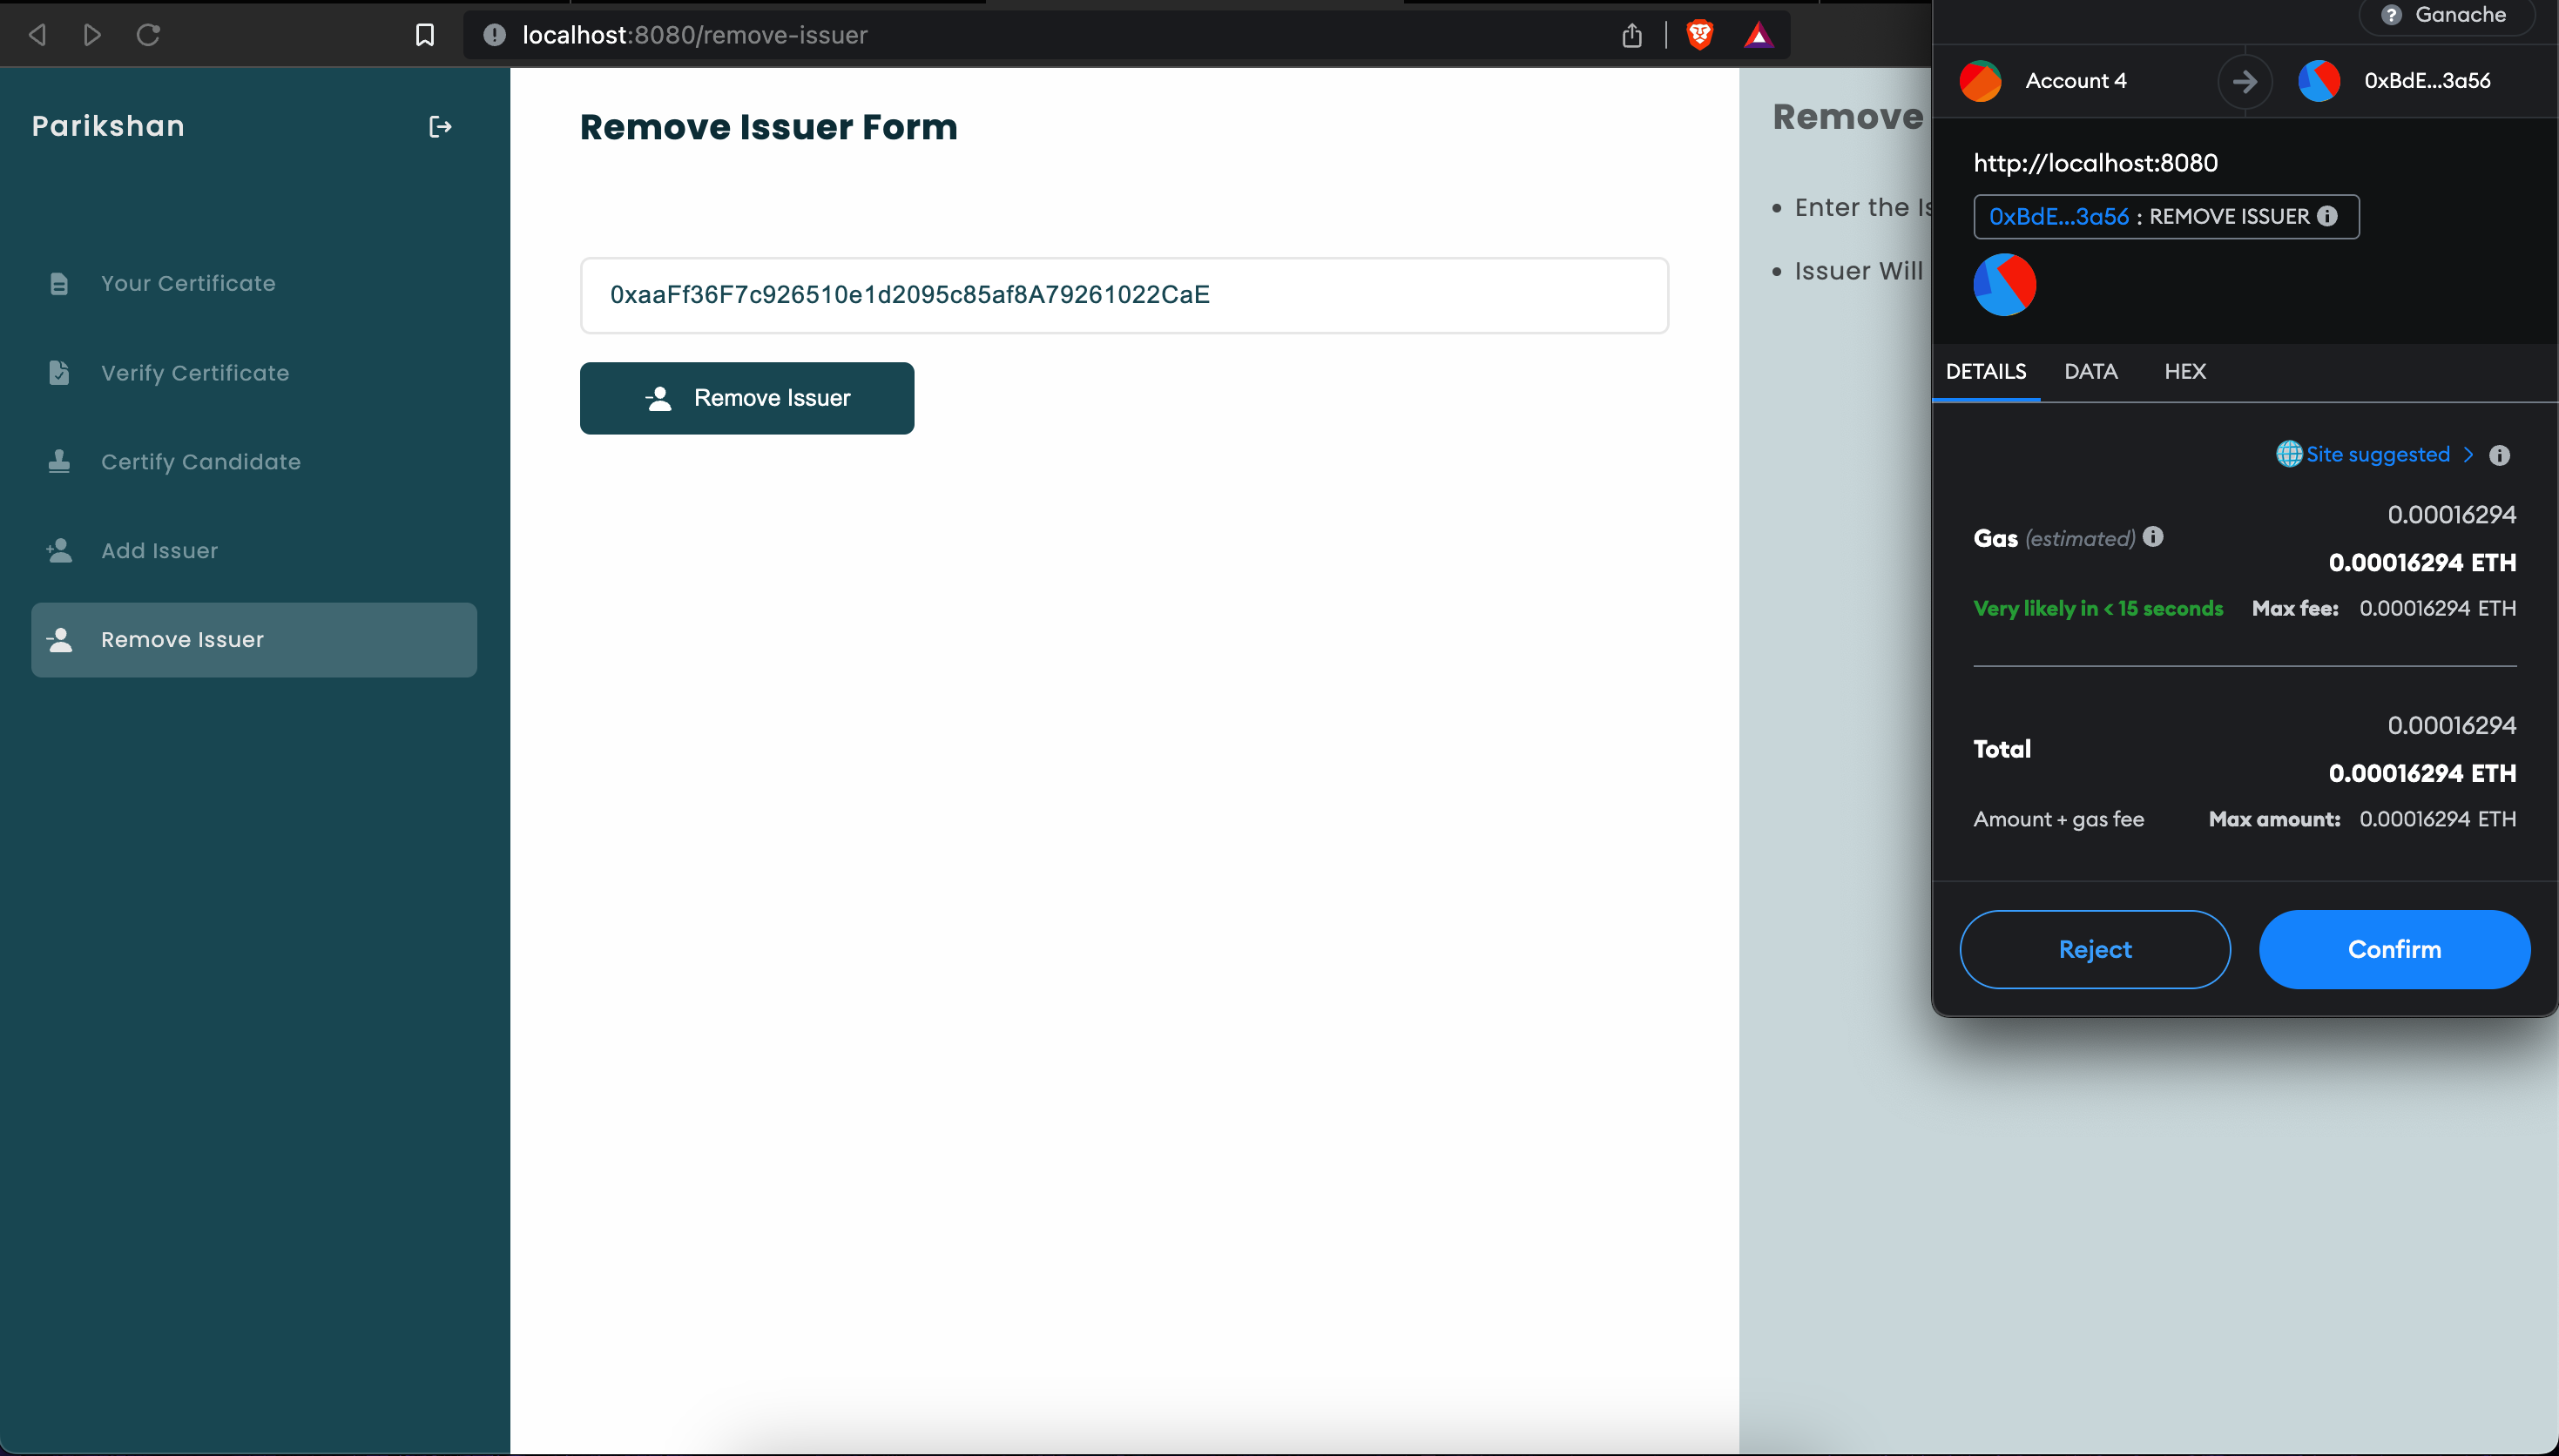 localhost:8080/remove-issuer
Parikshan
Your Certificate
Verify Certificate
Certify Candidate
Add Issuer
Remove Issuer
Remove Issuer Form
0xaaFf36F7c926510e1d2095c85af8A79261022CaE
Remove Issuer
Remove
Enter the
Issuer Will
Ganache
Account 4
0xBdE...3a56
http://localhost:8080
0xBdE...3a56 : REMOVE ISSUER
DETAILS DATA HEX
Site suggested >
0.00016294
Gas (estimated)
0.00016294 ETH
Very likely in < 15 seconds Max fee: 0.00016294 ETH
0.00016294
Total
0.00016294 ETH
Amount + gas fee Max amount: 0.00016294 ETH
Reject Confirm